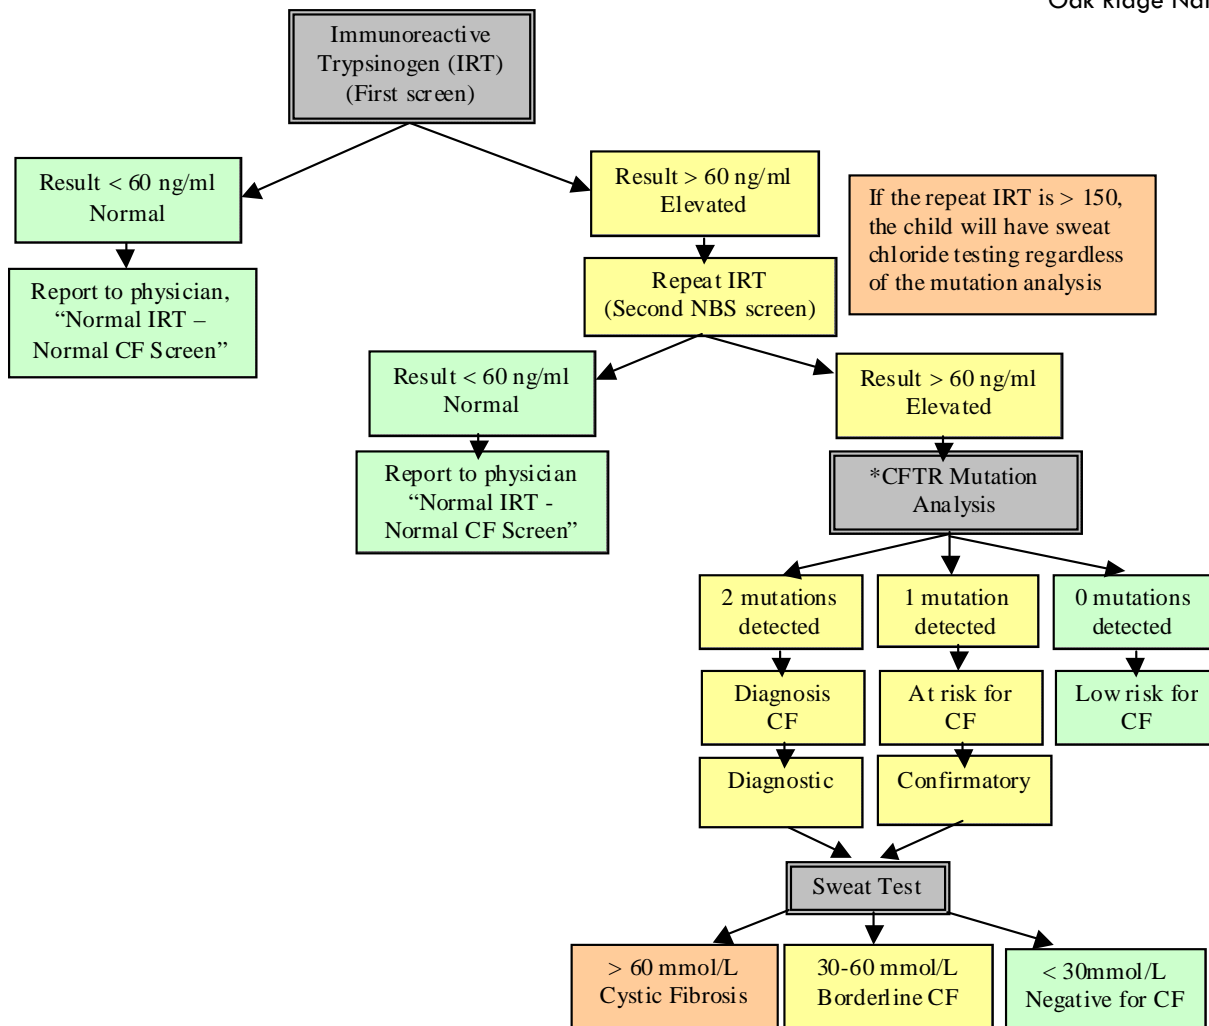 Oak Ridge Nat
Immunoreactive
Trypsinogen (IRT)
(First screen)
Result < 60 ng/ml
Normal
Result > 60 ng/ml
Elevated
If the repeat IRT is > 150,
the child will have sweat
chloride testing regardless
of the mutation analysis
Report to physician,
“Normal IRT –
Normal CF Screen”
Repeat IRT
(Second NBS screen)
Result < 60 ng/ml
Normal
Result > 60 ng/ml
Elevated
Report to physician
“Normal IRT -
Normal CF Screen”
*CFTR Mutation
Analysis
2 mutations
detected
1 mutation
detected
0 mutations
detected
Diagnosis
CF
At risk for
CF
Low risk for
CF
Diagnostic
Confirmatory
Sweat Test
> 60 mmol/L
Cystic Fibrosis
30-60 mmol/L
Borderline CF
< 30mmol/L
Negative for CF